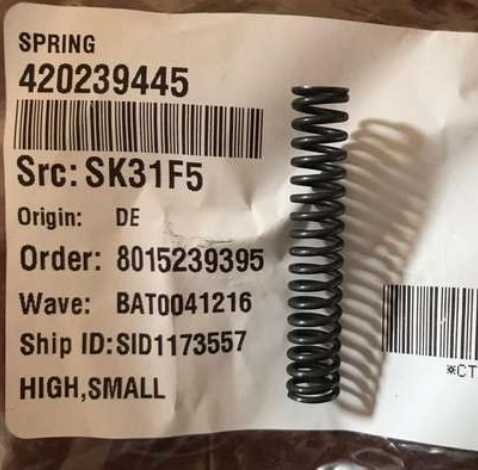 SPRING
420239445
Src: SK31F5
Origin: DE
Order: 8015239395
Wave: BAT0041216
Ship ID:SID1173557
HIGH,SMALL
*CT